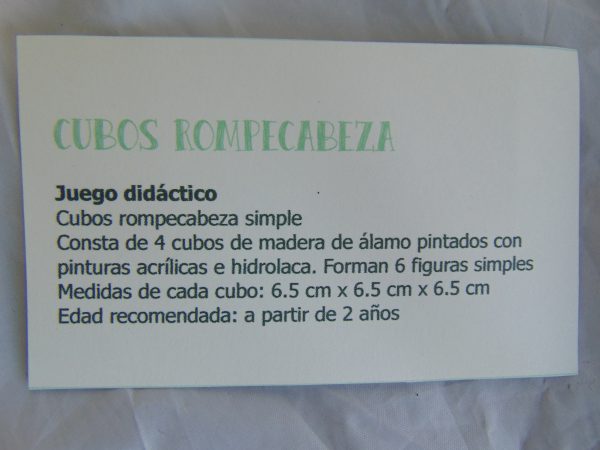 CUBOS ROMPECABEZA
Juego didáctico
Cubos rompecabeza simple
Consta de 4 cubos de madera de álamo pintados con
pinturas acrílicas e hidrolaca. Forman 6 figuras simples
Medidas de cada cubo: 6.5 cm x 6.5 cm x 6.5 cm
Edad recomendada: a partir de 2 años